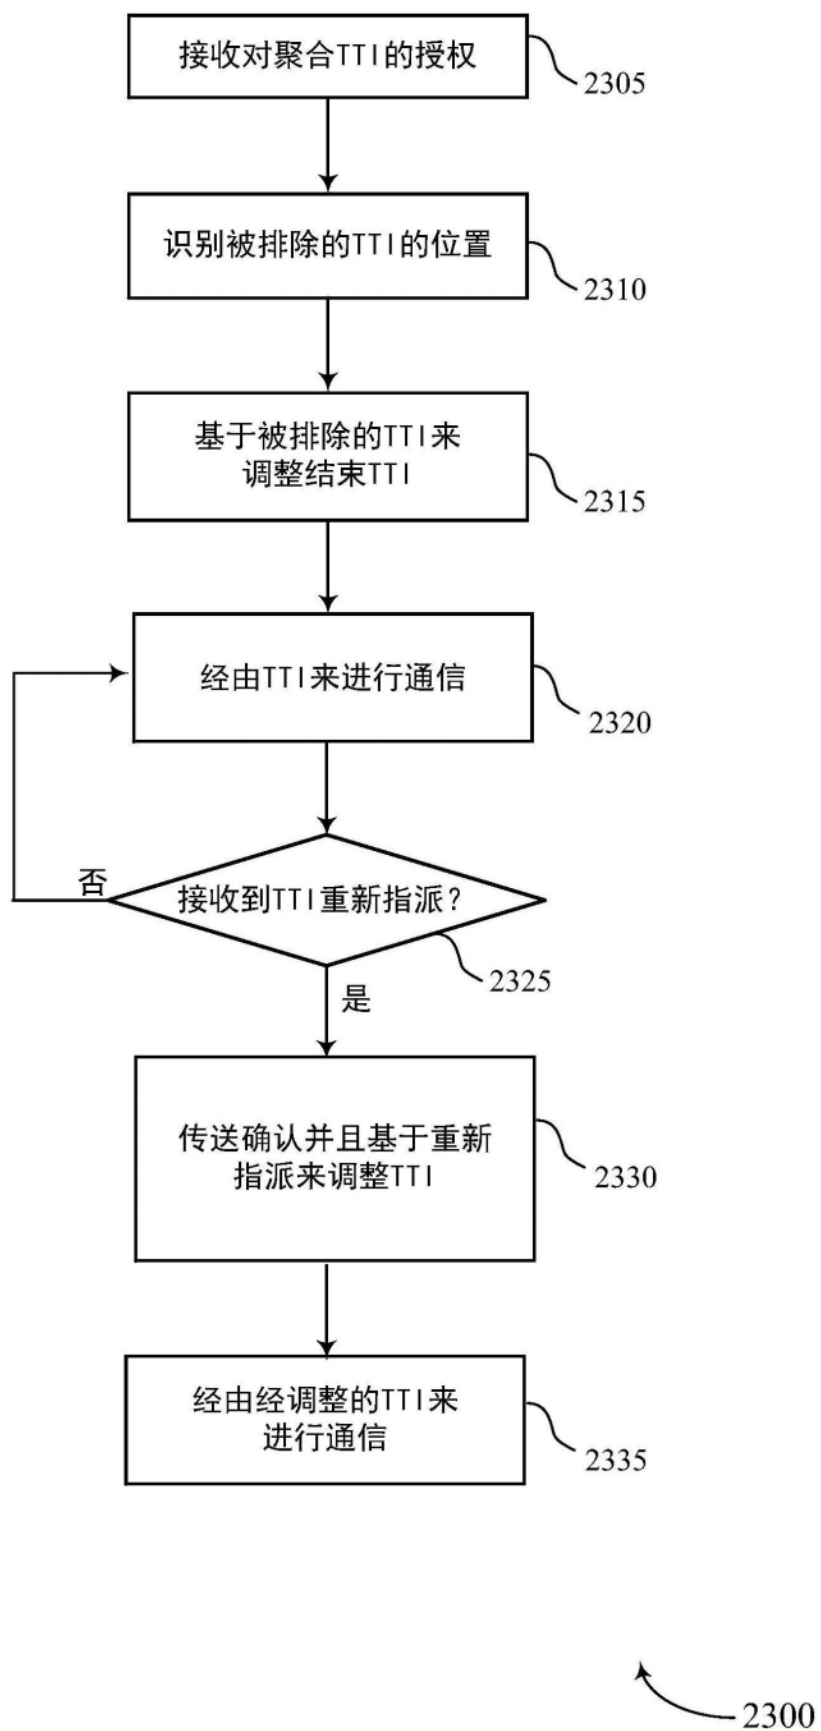 接收对聚合TTI的授权
2305
识别被排除的TTI的位置
2310
基于被排除的TTI来
调整结束TTI
2315
经由TTI来进行通信
2320
否
接收到TTI重新指派?
2325
是
传送确认并且基于重新
指派来调整TTI
2330
经由经调整的TTI来
进行通信
2335
2300